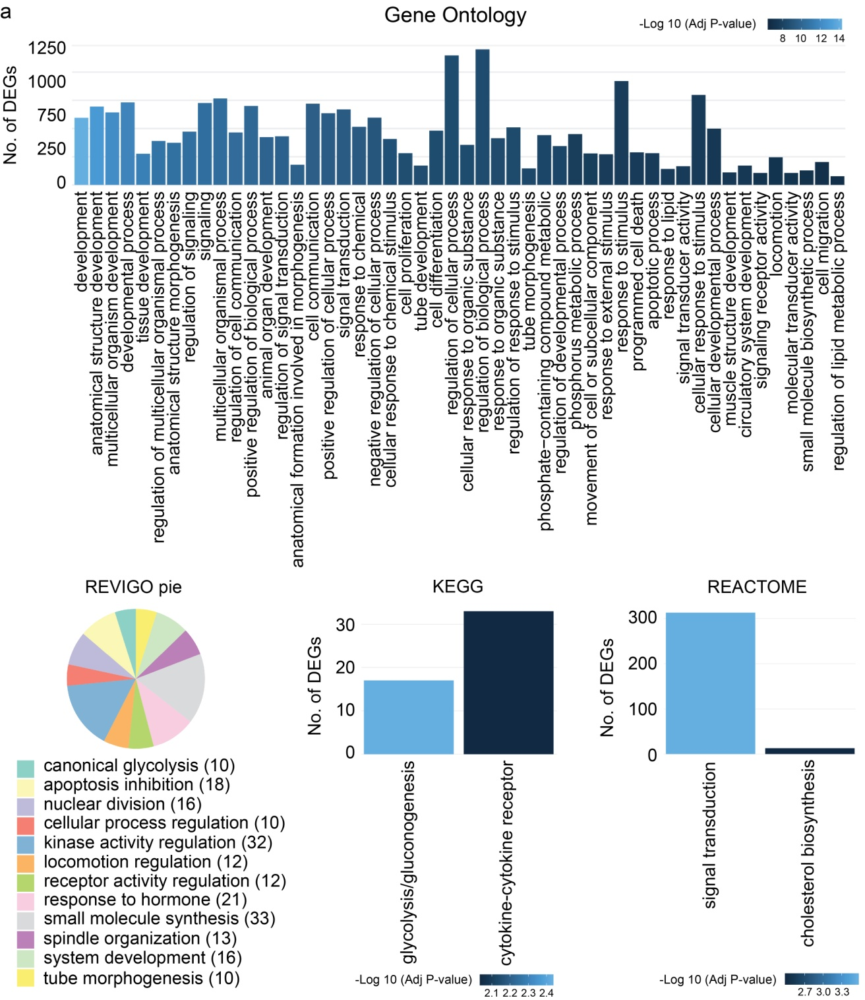 a
Gene Ontology
-Log 10 (Adj P-value)
8 10 12 14
No. of DEGs
1250
1000
750
250
0
development
anatomical structure development
multicellular organism development
developmental process
tissue development
regulation of multicellular organismal process
anatomical structure morphogenesis
regulation of signaling
signaling
multicellular organismal process
regulation of cell communication
positive regulation of biological process
animal organ development
regulation of signal transduction
anatomical formation involved in morphogenesis
cell communication
positive regulation of cellular process
signal transduction
response to chemical
negative regulation of cellular process
cellular response to chemical stimulus
cell proliferation
tube development
cell differentiation
regulation of cellular process
cellular response to organic substance
regulation of biological process
response to organic substance
regulation of response to stimulus
tube morphogenesis
phosphate−containing compound metabolic
regulation of developmental process
phosphorus metabolic process
movement of cell or subcellular component
response to external stimulus
response to stimulus
programmed cell death
apoptotic process
response to lipid
signal transducer activity
cellular response to stimulus
cellular developmental process
muscle structure development
circulatory system development
signaling receptor activity
locomotion
molecular transducer activity
small molecule biosynthetic process
cell migration
regulation of lipid metabolic process
REVIGO pie
canonical glycolysis (10)
apoptosis inhibition (18)
nuclear division (16)
cellular process regulation (10)
kinase activity regulation (32)
locomotion regulation (12)
receptor activity regulation (12)
response to hormone (21)
small molecule synthesis (33)
spindle organization (13)
system development (16)
tube morphogenesis (10)
KEGG
No. of DEGs
30
20
10
0
glycolysis/gluconogenesis
cytokine-cytokine receptor
-Log 10 (Adj P-value)
2.1 2.2 2.3 2.4
REACTOME
No. of DEGs
300
200
100
0
signal transduction
cholesterol biosynthesis
-Log 10 (Adj P-value)
2.7 3.0 3.3